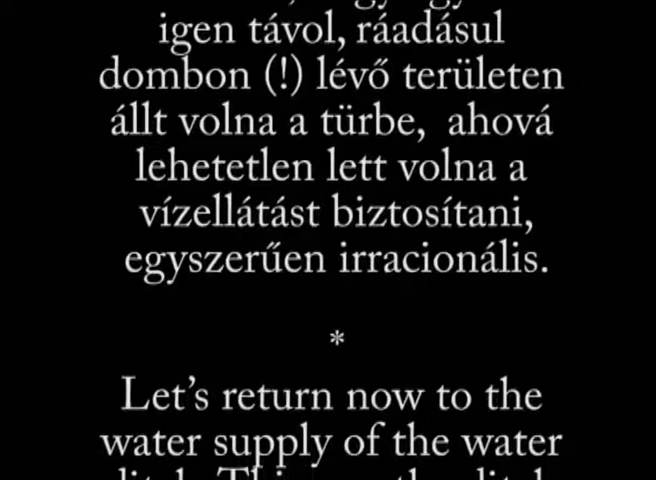 igen távol, ráadásul
dombon (!) lévő területen
állt volna a türbe, ahová
lehetetlen lett volna a
vízellátást biztosítani,
egyszerűen irracionális.
*
Let's return now to the
water supply of the water